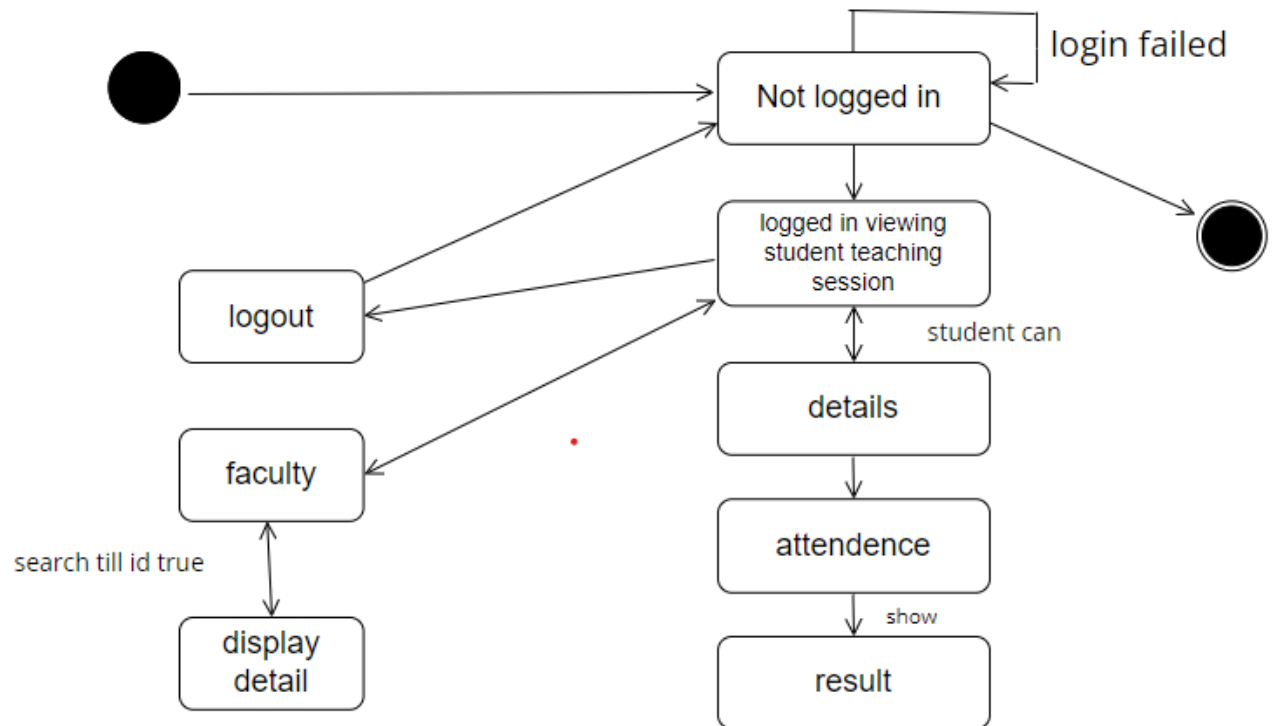 login failed
Not logged in
logged in viewing
student teaching
session
logout
student can
details
faculty
attendence
search till id true
show
display
detail
result